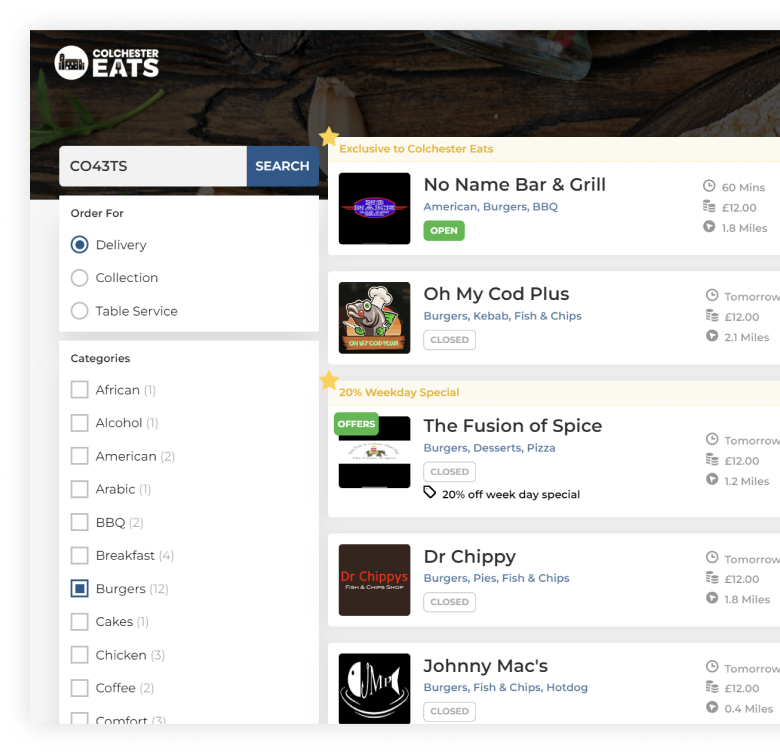 COLCHESTER
EATS
CO43TS
SEARCH
Order For
Delivery
Collection
Table Service
Categories
African (1)
Alcohol (1)
American (2)
Arabic (1)
BBQ (2)
Breakfast (4)
Burgers (12)
Cakes (1)
Chicken (3)
Coffee (2)
Comfort (3)
Exclusive to Colchester Eats
NO NAME
No Name Bar & Grill
American, Burgers, BBQ
OPEN
60 Mins
£12.00
1.8 Miles
OH MY COD PLUS
Oh My Cod Plus
Burgers, Kebab, Fish & Chips
CLOSED
Tomorrow
£12.00
2.1 Miles
20% Weekday Special
OFFERS
The Fusion of Spice
Burgers, Desserts, Pizza
CLOSED
20% off week day special
Tomorrow
£12.00
1.2 Miles
Dr Chippys
FISH & CHIPS SHOP
Dr Chippy
Burgers, Pies, Fish & Chips
CLOSED
Tomorrow
£12.00
1.8 Miles
Johnny Mac's
Burgers, Fish & Chips, Hotdog
CLOSED
Tomorrow
£12.00
0.4 Miles